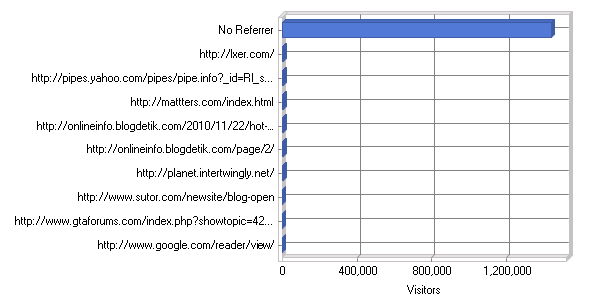 No Referrer
http://lxer.com/
http://pipes.yahoo.com/pipes/pipe.info?_id=RI_s...
http://mattters.com/index.html
http://onlineinfo.blogdetik.com/2010/11/22/hot-...
http://onlineinfo.blogdetik.com/page/2/
http://planet.intertwingly.net/
http://www.sutor.com/newsite/blog-open
http://www.gtaforums.com/index.php?showtopic=42...
http://www.google.com/reader/view/
0 400,000 800,000 1,200,000
Visitors